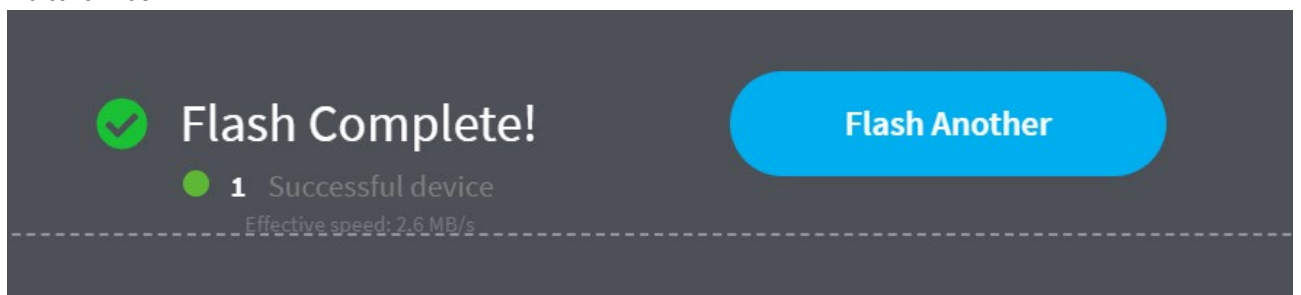 Flash Complete!
Flash Another
1 Successful device
Effective speed: 2.6 MB/s